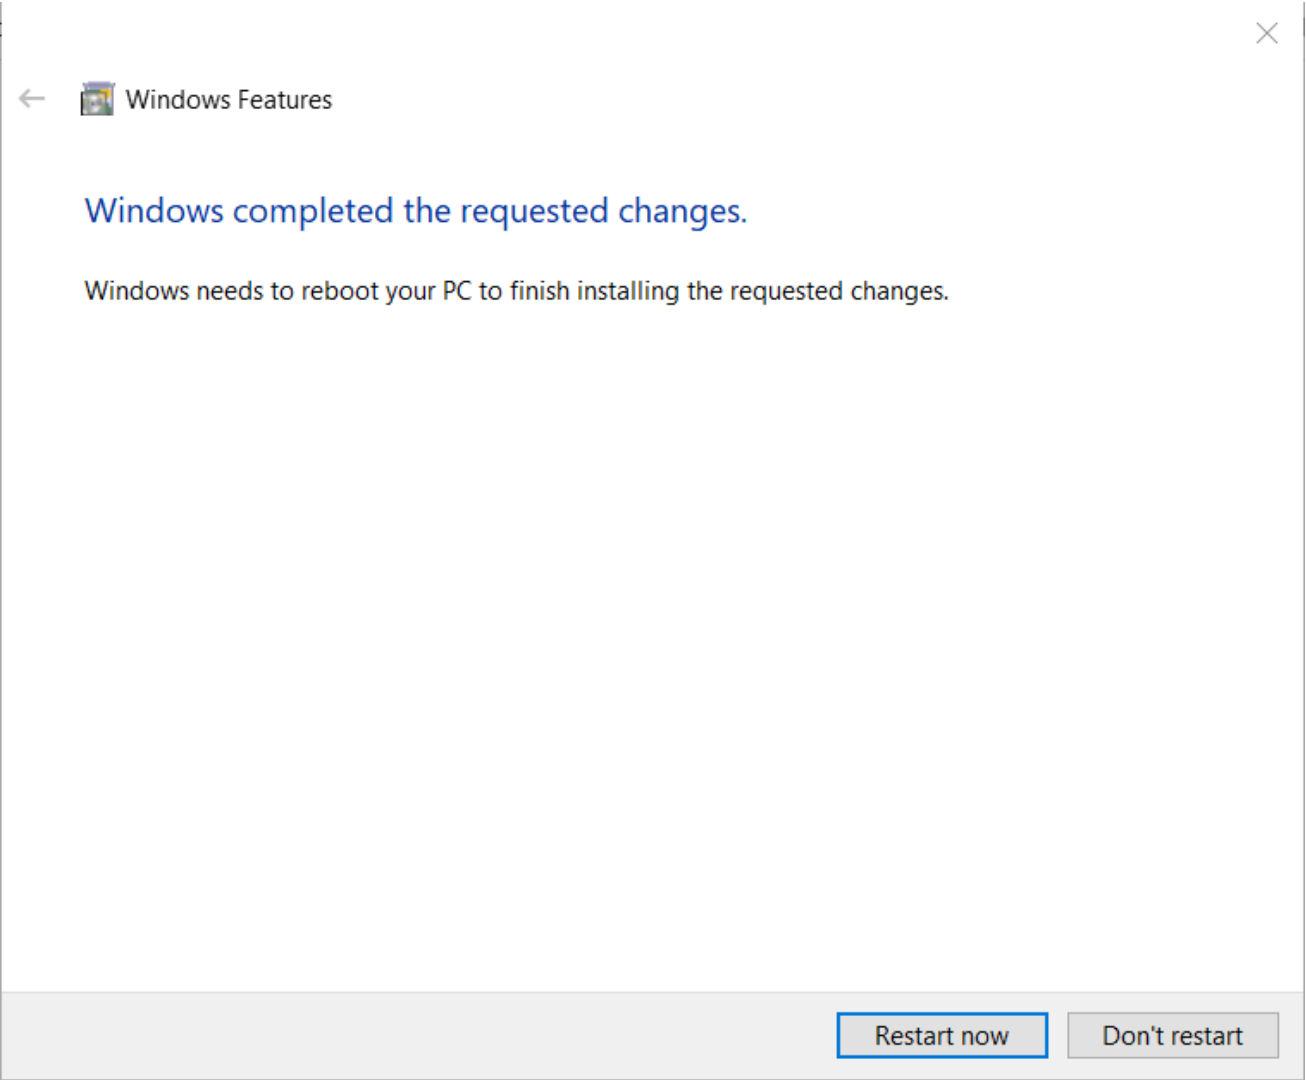 Windows Features
Windows completed the requested changes.
Windows needs to reboot your PC to finish installing the requested changes.
Restart now
Don't restart